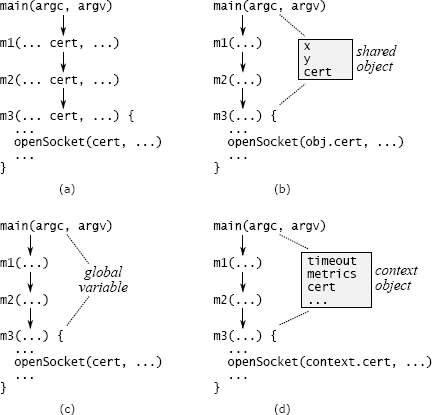 main(argc, argv)
m1(... cert, ...)
m2(... cert, ...)
m3(... cert, ...) {
...
openSocket(cert, ...)
...
}
(a)
main(argc, argv)
m1(...)
x
y
cert
shared
object
m2(...)
m3(...) {
...
openSocket(obj.cert, ...)
...
}
(b)
main(argc, argv)
m1(...)
global
variable
m2(...)
m3(...) {
...
openSocket(cert, ...)
...
}
(c)
main(argc, argv)
m1(...)
timeout
metrics
cert
...
context
object
m2(...)
m3(...) {
...
openSocket(context.cert, ...)
...
}
(d)